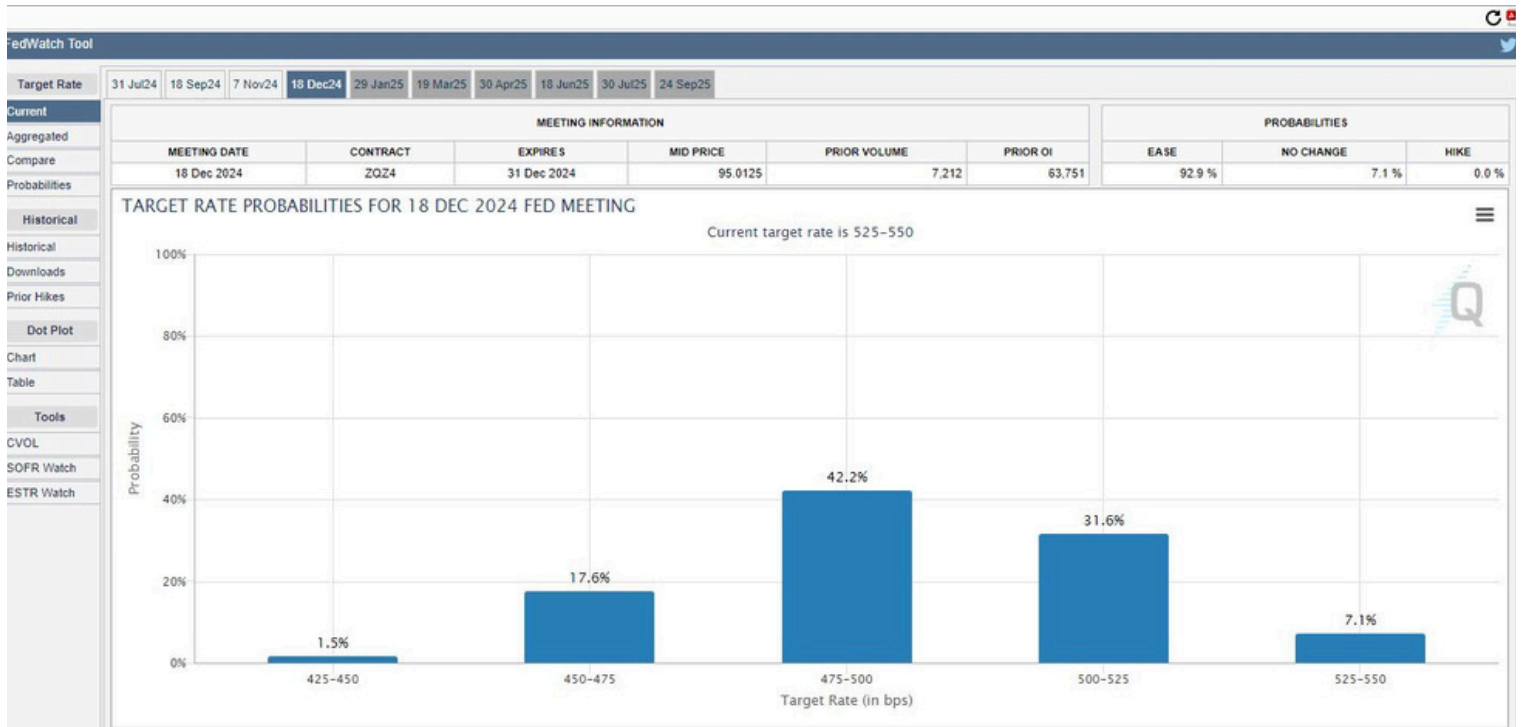 FedWatch Tool
Target Rate
31 Jul24 18 Sep24 7 Nov24 18 Dec24 29 Jan25 19 Mar25 30 Apr25 18 Jun25 30 Jul25 24 Sep25
Current
Aggregated
Compare
Probabilities
Historical
Historical
Downloads
Prior Hikes
Dot Plot
Chart
Table
Tools
CVOL
SOFR Watch
ESTR Watch
MEETING INFORMATION
MEETING DATE CONTRACT EXPIRES MID PRICE PRIOR VOLUME PRIOR OI
18 Dec 2024 ZQZ4 31 Dec 2024 95.0125 7,212 63,751
PROBABILITIES
EASE NO CHANGE HIKE
92.9 % 7.1 % 0.0 %
TARGET RATE PROBABILITIES FOR 18 DEC 2024 FED MEETING
Current target rate is 525-550
Q
Probability
100%
80%
60%
40%
20%
0%
1.5%
17.6%
42.2%
31.6%
7.1%
425-450 450-475 475-500 500-525 525-550
Target Rate (in bps)